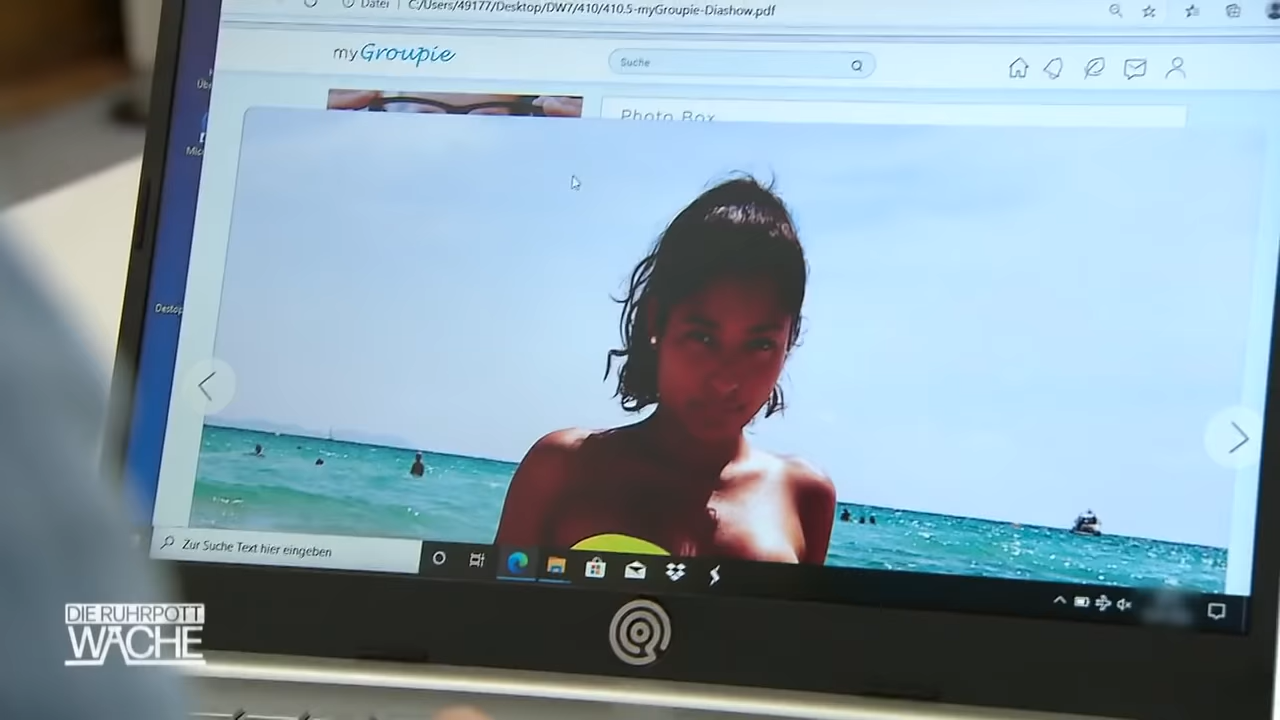 Datei | C:/Users/49177/Desktop/DW7/410/410.5-myGroupie-Diashow.pdf
myGroupie
Suche
Photo Box
Zur Suche Text hier eingeben
DIE RUHRPOTT
WACHE